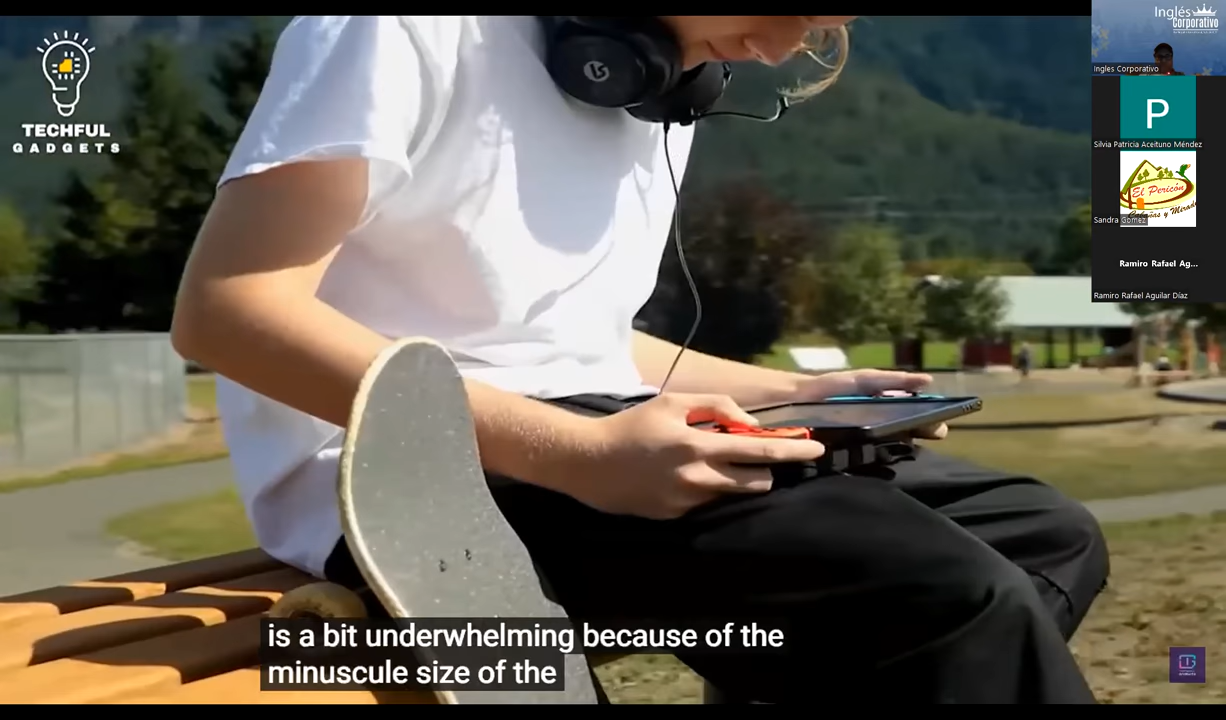 TECHFUL
GADGETS
is a bit underwhelming because of the
minuscule size of the
Inglés
Corporativo
Ingles Corporativo
P
Silvia Patricia Aceituno Méndez
El Pericón
Sandra Gomez
Ramiro Rafael Ag...
Ramiro Rafael Aguilar Díaz